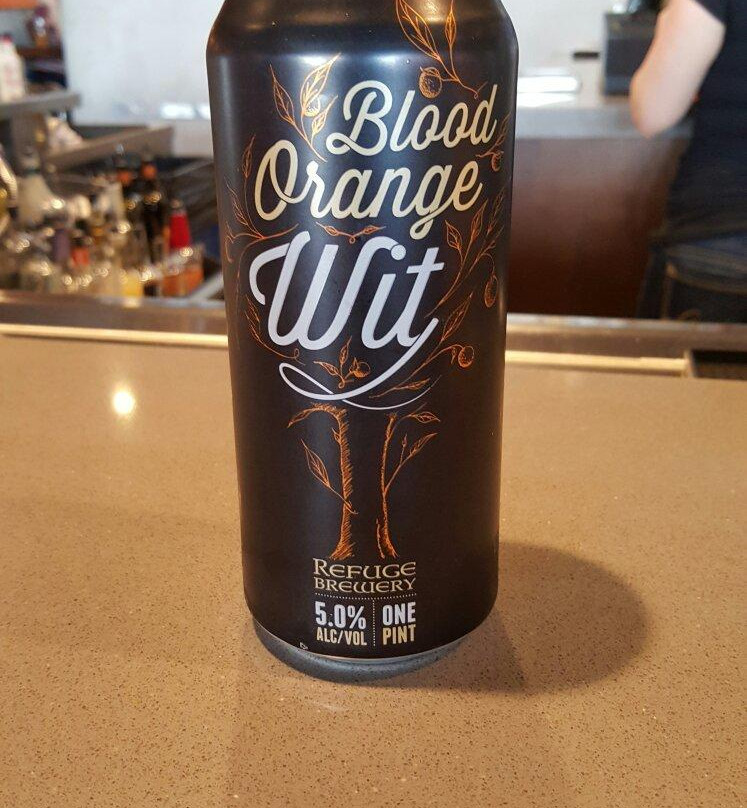 Blood
Orange
Wit
REFUGE
BREWERY
5.0% ONE
ALC/VOL PINT